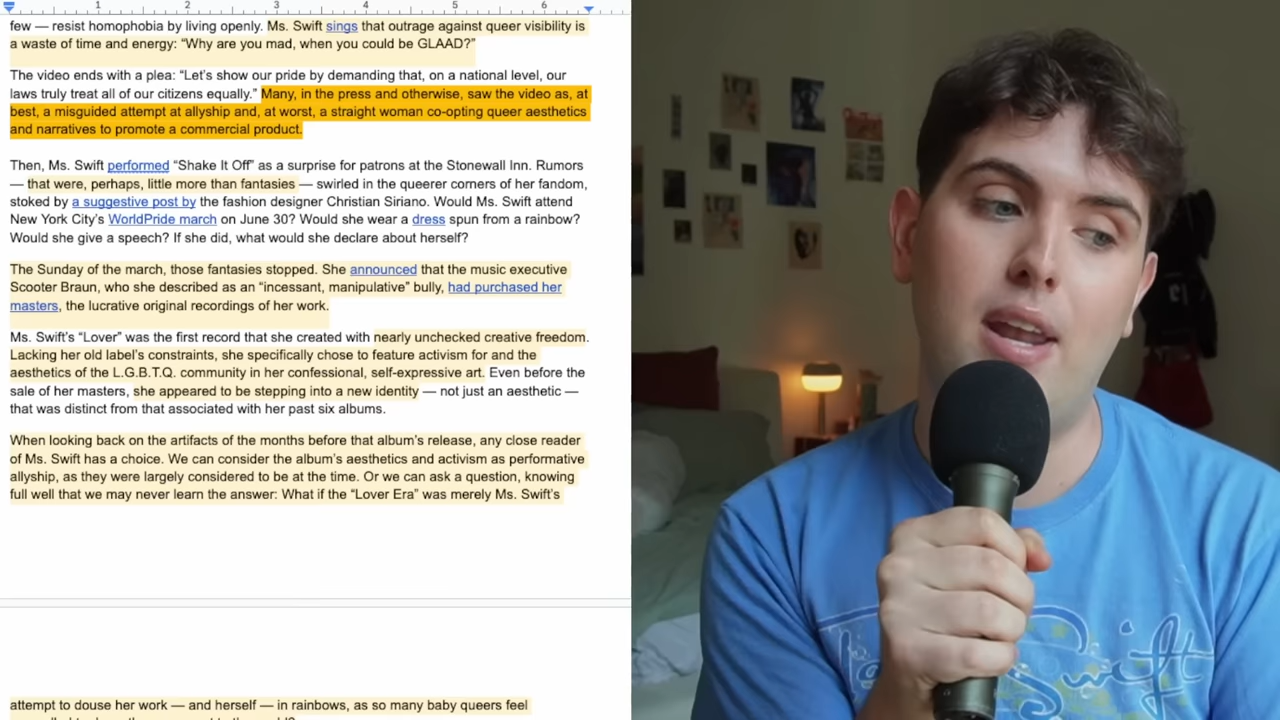 1 2 3 4 5 6
few — resist homophobia by living openly. Ms. Swift sings that outrage against queer visibility is
a waste of time and energy: “Why are you mad, when you could be GLAAD?”
The video ends with a plea: “Let’s show our pride by demanding that, on a national level, our
laws truly treat all of our citizens equally.” Many, in the press and otherwise, saw the video as, at
best, a misguided attempt at allyship and, at worst, a straight woman co-opting queer aesthetics
and narratives to promote a commercial product.
Then, Ms. Swift performed “Shake It Off” as a surprise for patrons at the Stonewall Inn. Rumors
— that were, perhaps, little more than fantasies — swirled in the queerer corners of her fandom,
stoked by a suggestive post by the fashion designer Christian Siriano. Would Ms. Swift attend
New York City’s WorldPride march on June 30? Would she wear a dress spun from a rainbow?
Would she give a speech? If she did, what would she declare about herself?
The Sunday of the march, those fantasies stopped. She announced that the music executive
Scooter Braun, who she described as an “incessant, manipulative” bully, had purchased her
masters, the lucrative original recordings of her work.
Ms. Swift’s “Lover” was the first record that she created with nearly unchecked creative freedom.
Lacking her old label’s constraints, she specifically chose to feature activism for and the
aesthetics of the L.G.B.T.Q. community in her confessional, self-expressive art. Even before the
sale of her masters, she appeared to be stepping into a new identity — not just an aesthetic —
that was distinct from that associated with her past six albums.
When looking back on the artifacts of the months before that album’s release, any close reader
of Ms. Swift has a choice. We can consider the album’s aesthetics and activism as performative
allyship, as they were largely considered to be at the time. Or we can ask a question, knowing
full well that we may never learn the answer: What if the “Lover Era” was merely Ms. Swift’s
attempt to douse her work — and herself — in rainbows, as so many baby queers feel
Swift